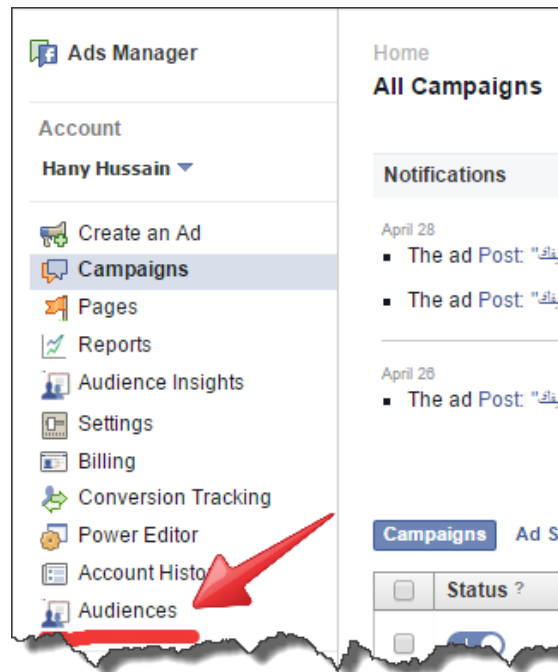 Ads Manager
Account
Hany Hussain
Create an Ad
Campaigns
Pages
Reports
Audience Insights
Settings
Billing
Conversion Tracking
Power Editor
Account Histo
Audiences
Home
All Campaigns
Notifications
April 28
The ad Post: "
The ad Post: "
April 26
The ad Post: "
Campaigns Ad S
Status ?